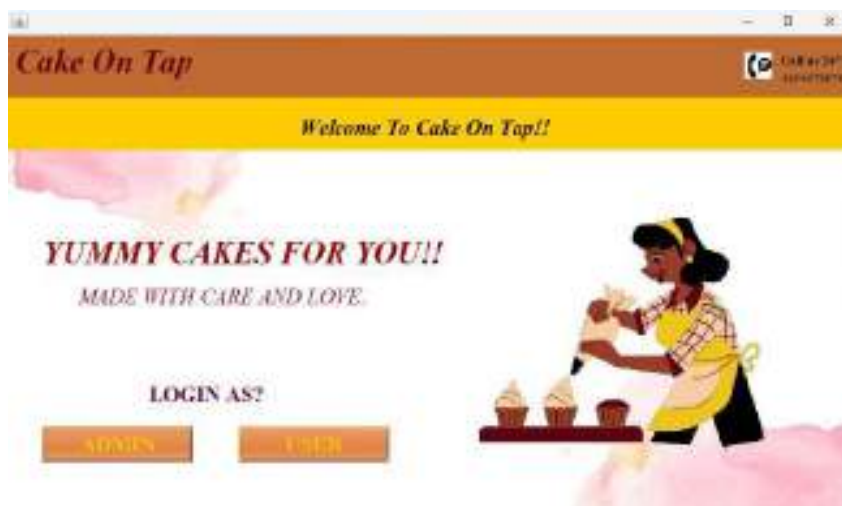 Cake On Tap
Welcome To Cake On Tap!!
YUMMY CAKES FOR YOU!!
MADE WITH CARE AND LOVE.
LOGIN AS?
ADMIN
USER